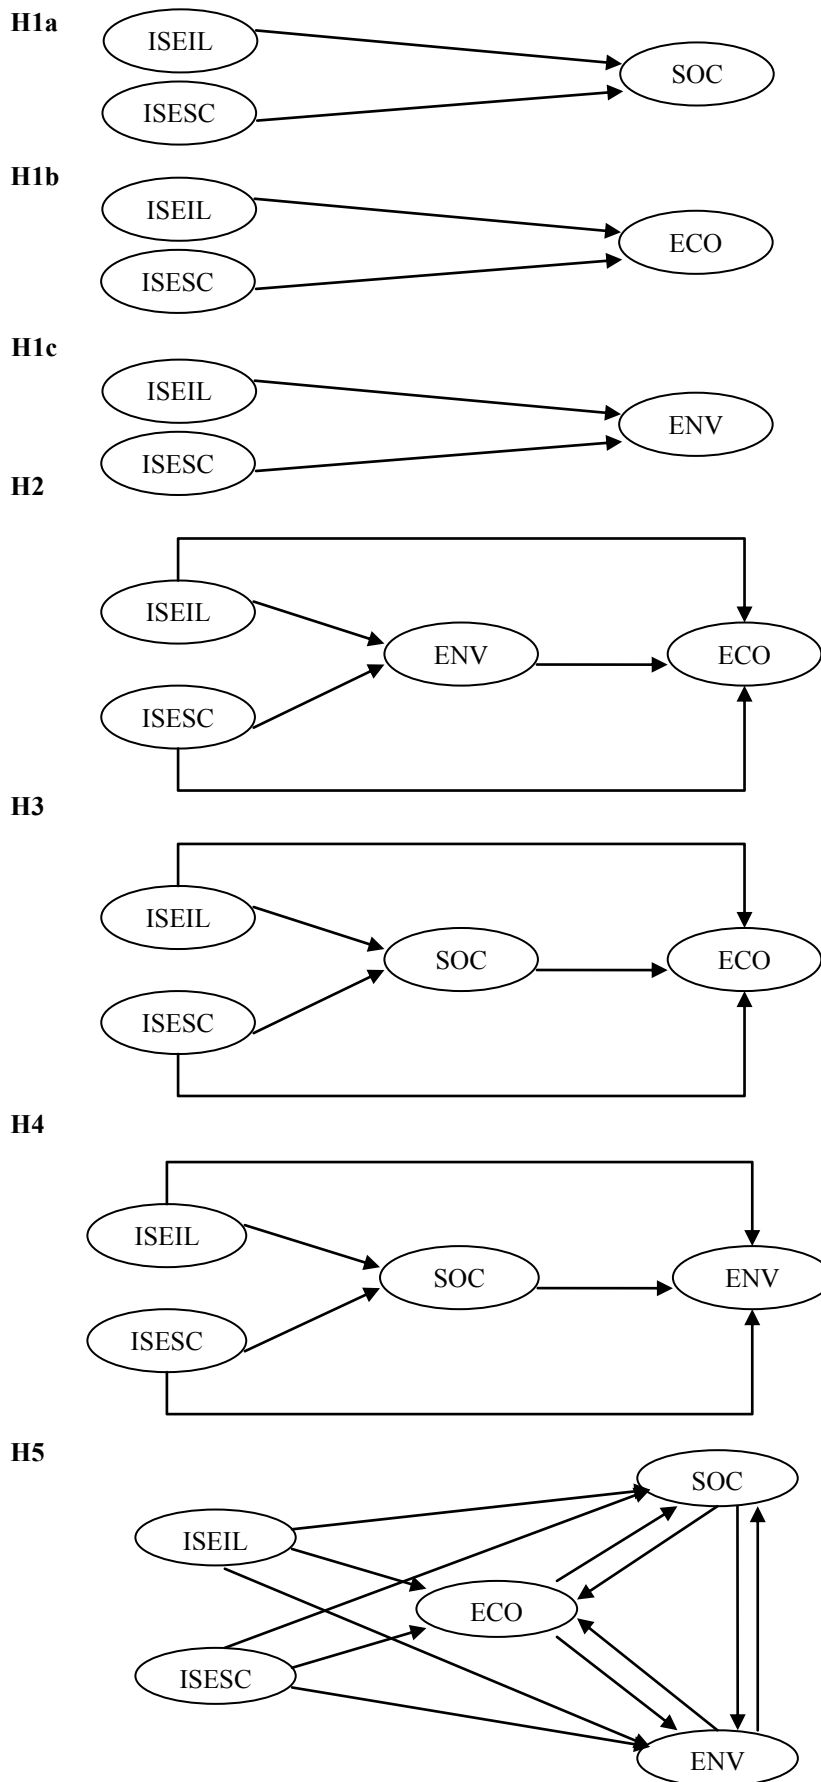 H1a
ISEIL
SOC
ISESC
H1b
ISEIL
ECO
ISESC
H1c
ISEIL
ENV
ISESC
H2
ISEIL
ENV
ECO
ISESC
H3
ISEIL
SOC
ECO
ISESC
H4
ISEIL
SOC
ENV
ISESC
H5
SOC
ISEIL
ECO
ISESC
ENV